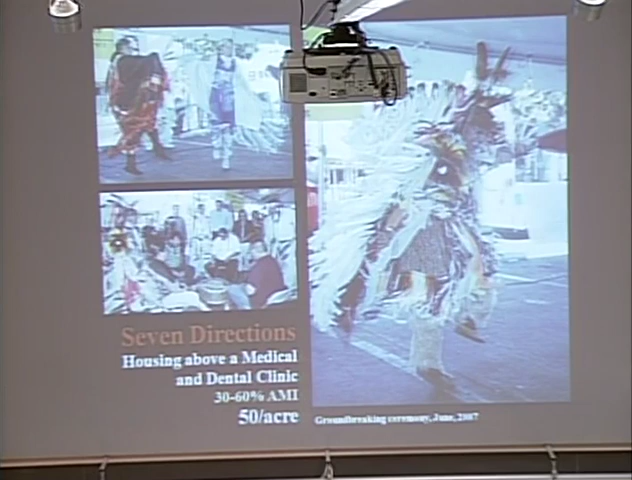 Seven Directions
Housing above a Medical
and Dental Clinic
30-60% AMI
50/acre
Groundbreaking ceremony, June, 2007